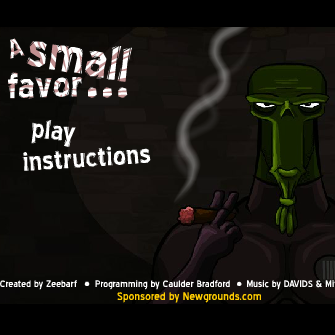 A small
favor...
play
instructions
Created by Zeebarf • Programming by Caulder Bradford • Music by DAVIDS & Mi
Sponsored by Newgrounds.com